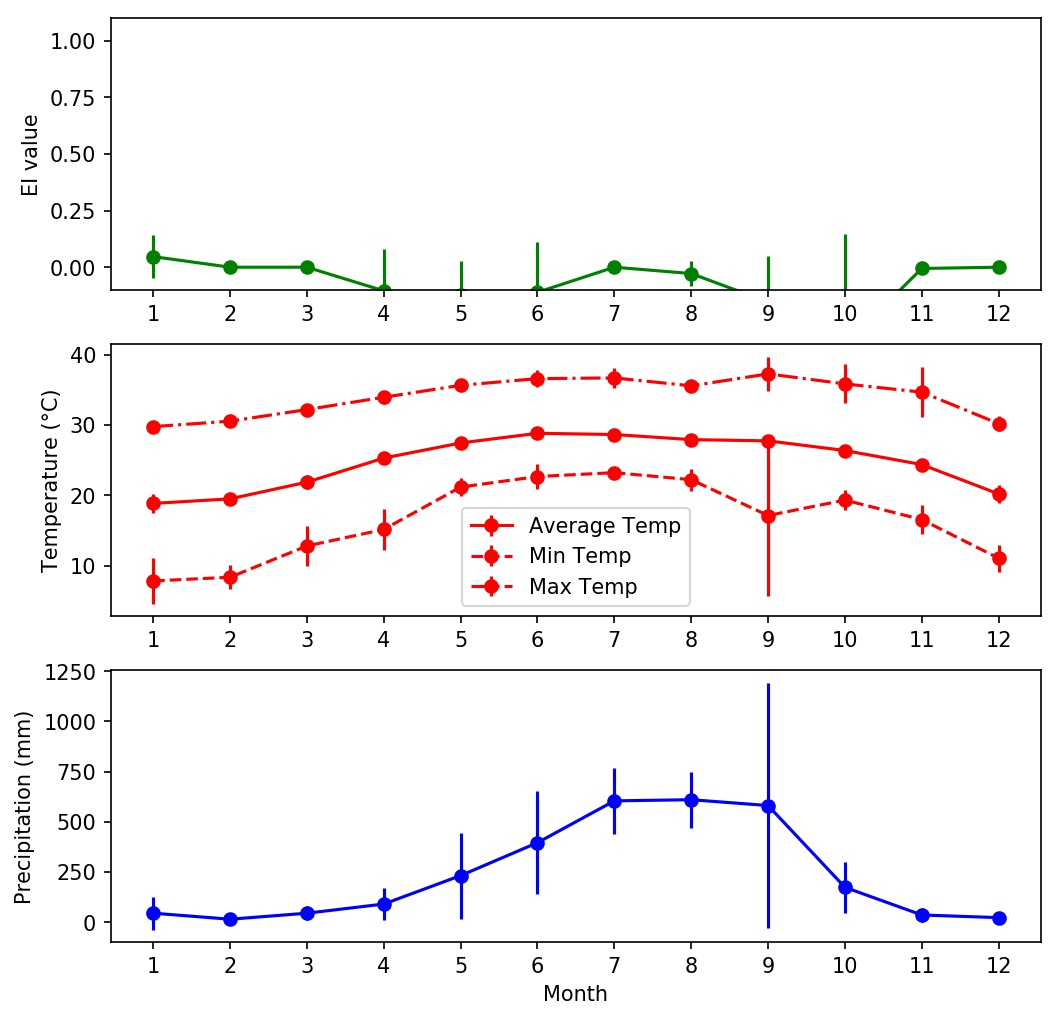 EI value
1.00
0.75
0.50
0.25
0.00
1 2 3 4 5 6 7 8 9 10 11 12
Temperature (°C)
40
30
20
10
Average Temp
Min Temp
Max Temp
1 2 3 4 5 6 7 8 9 10 11 12
Precipitation (mm)
1250
1000
750
500
250
0
1 2 3 4 5 6 7 8 9 10 11 12
Month